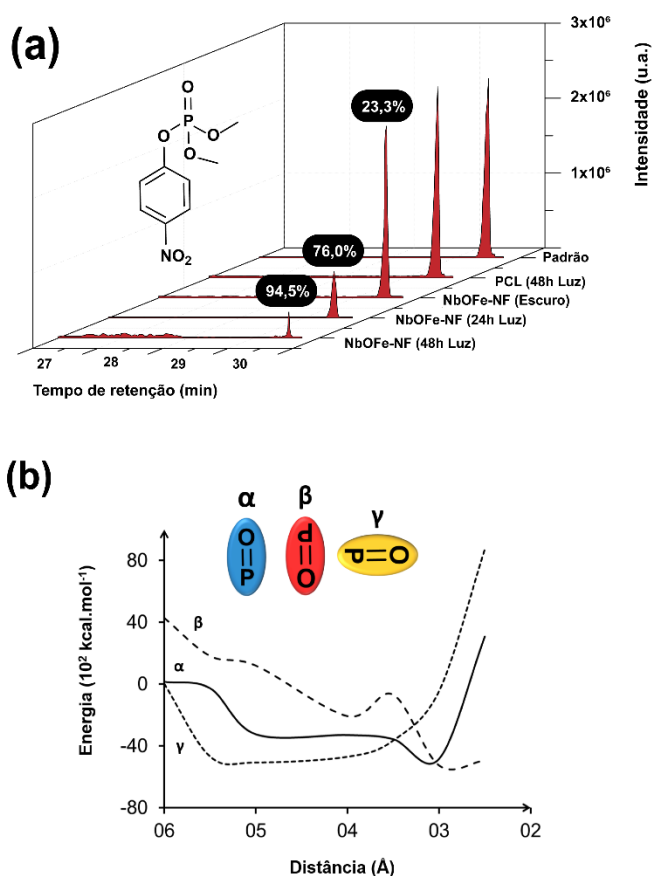 (a)
3x10⁶
2x10⁶
1x10⁶
Intensidade (u.a.)
O
P
O
O
O
NO₂
23,3%
76,0%
94,5%
Padrão
PCL (48h Luz)
NbOFe-NF (Escuro)
NbOFe-NF (24h Luz)
NbOFe-NF (48h Luz)
27
28
29
30
Tempo de retenção (min)
(b)
α
β
γ
O=P
P=O
P=O
80
40
0
-40
-80
Energia (10² kcal.mol⁻¹)
β
α
γ
06
05
04
03
02
Distância (Å)